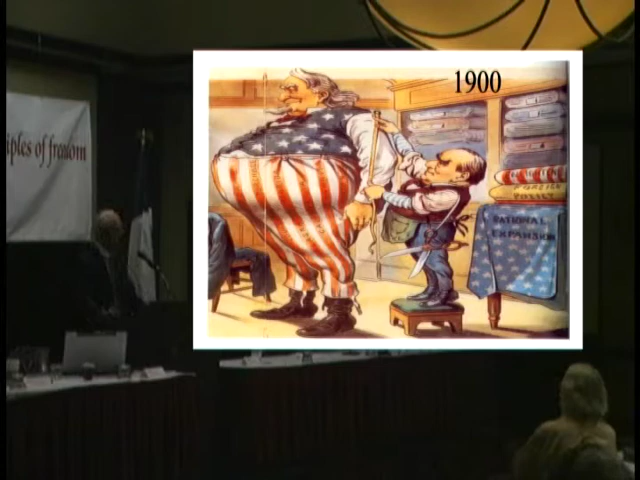 iples of freedom
1900
FOREIGN
POLICY
NATIONAL
EXPANSION